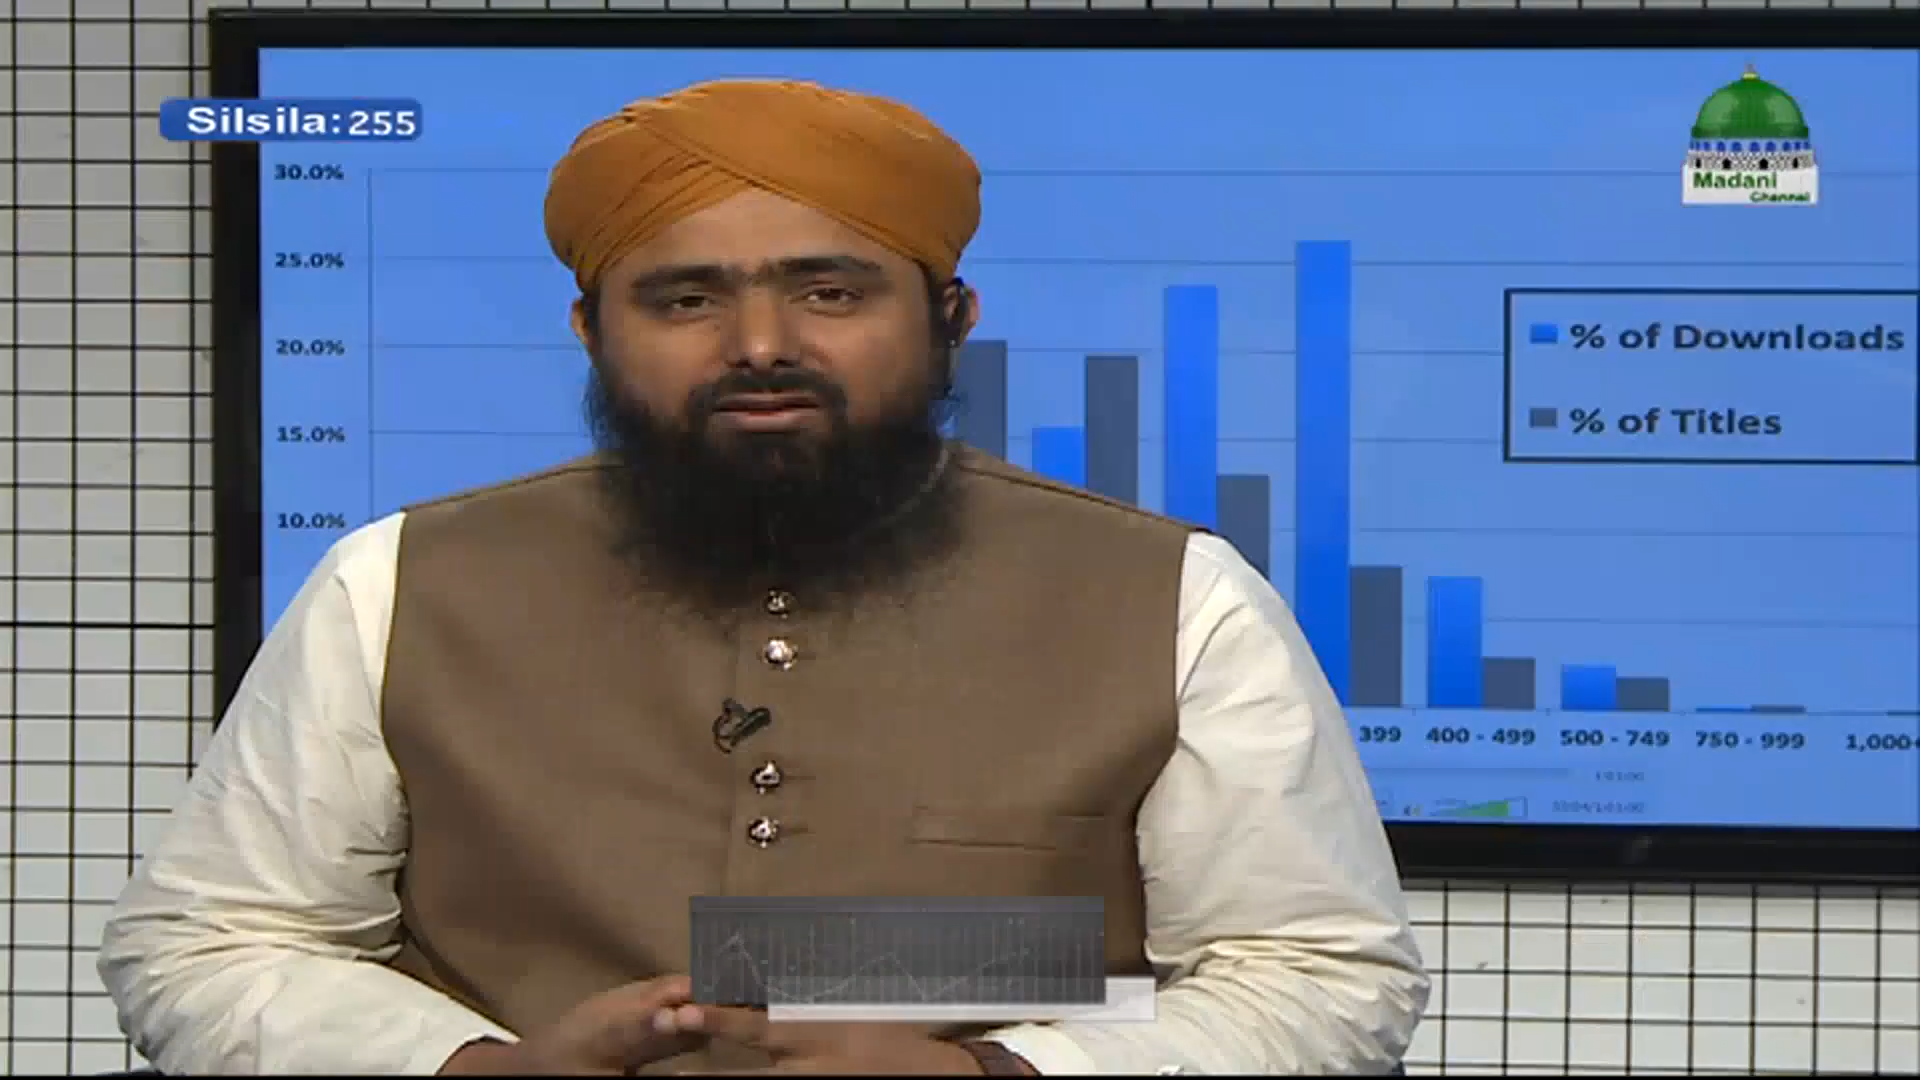 Silsila:255
Madani
Channel
30.0%
25.0%
20.0%
15.0%
10.0%
% of Downloads
% of Titles
399
400 - 499
500 - 749
750 - 999
1,000